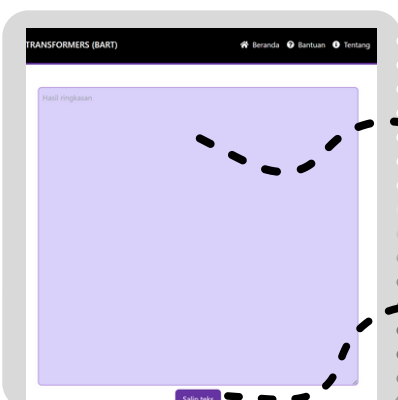 TRANSFORMERS (BART)
Beranda Bantuan Tentang
Hasil ringkasan
Salin teks